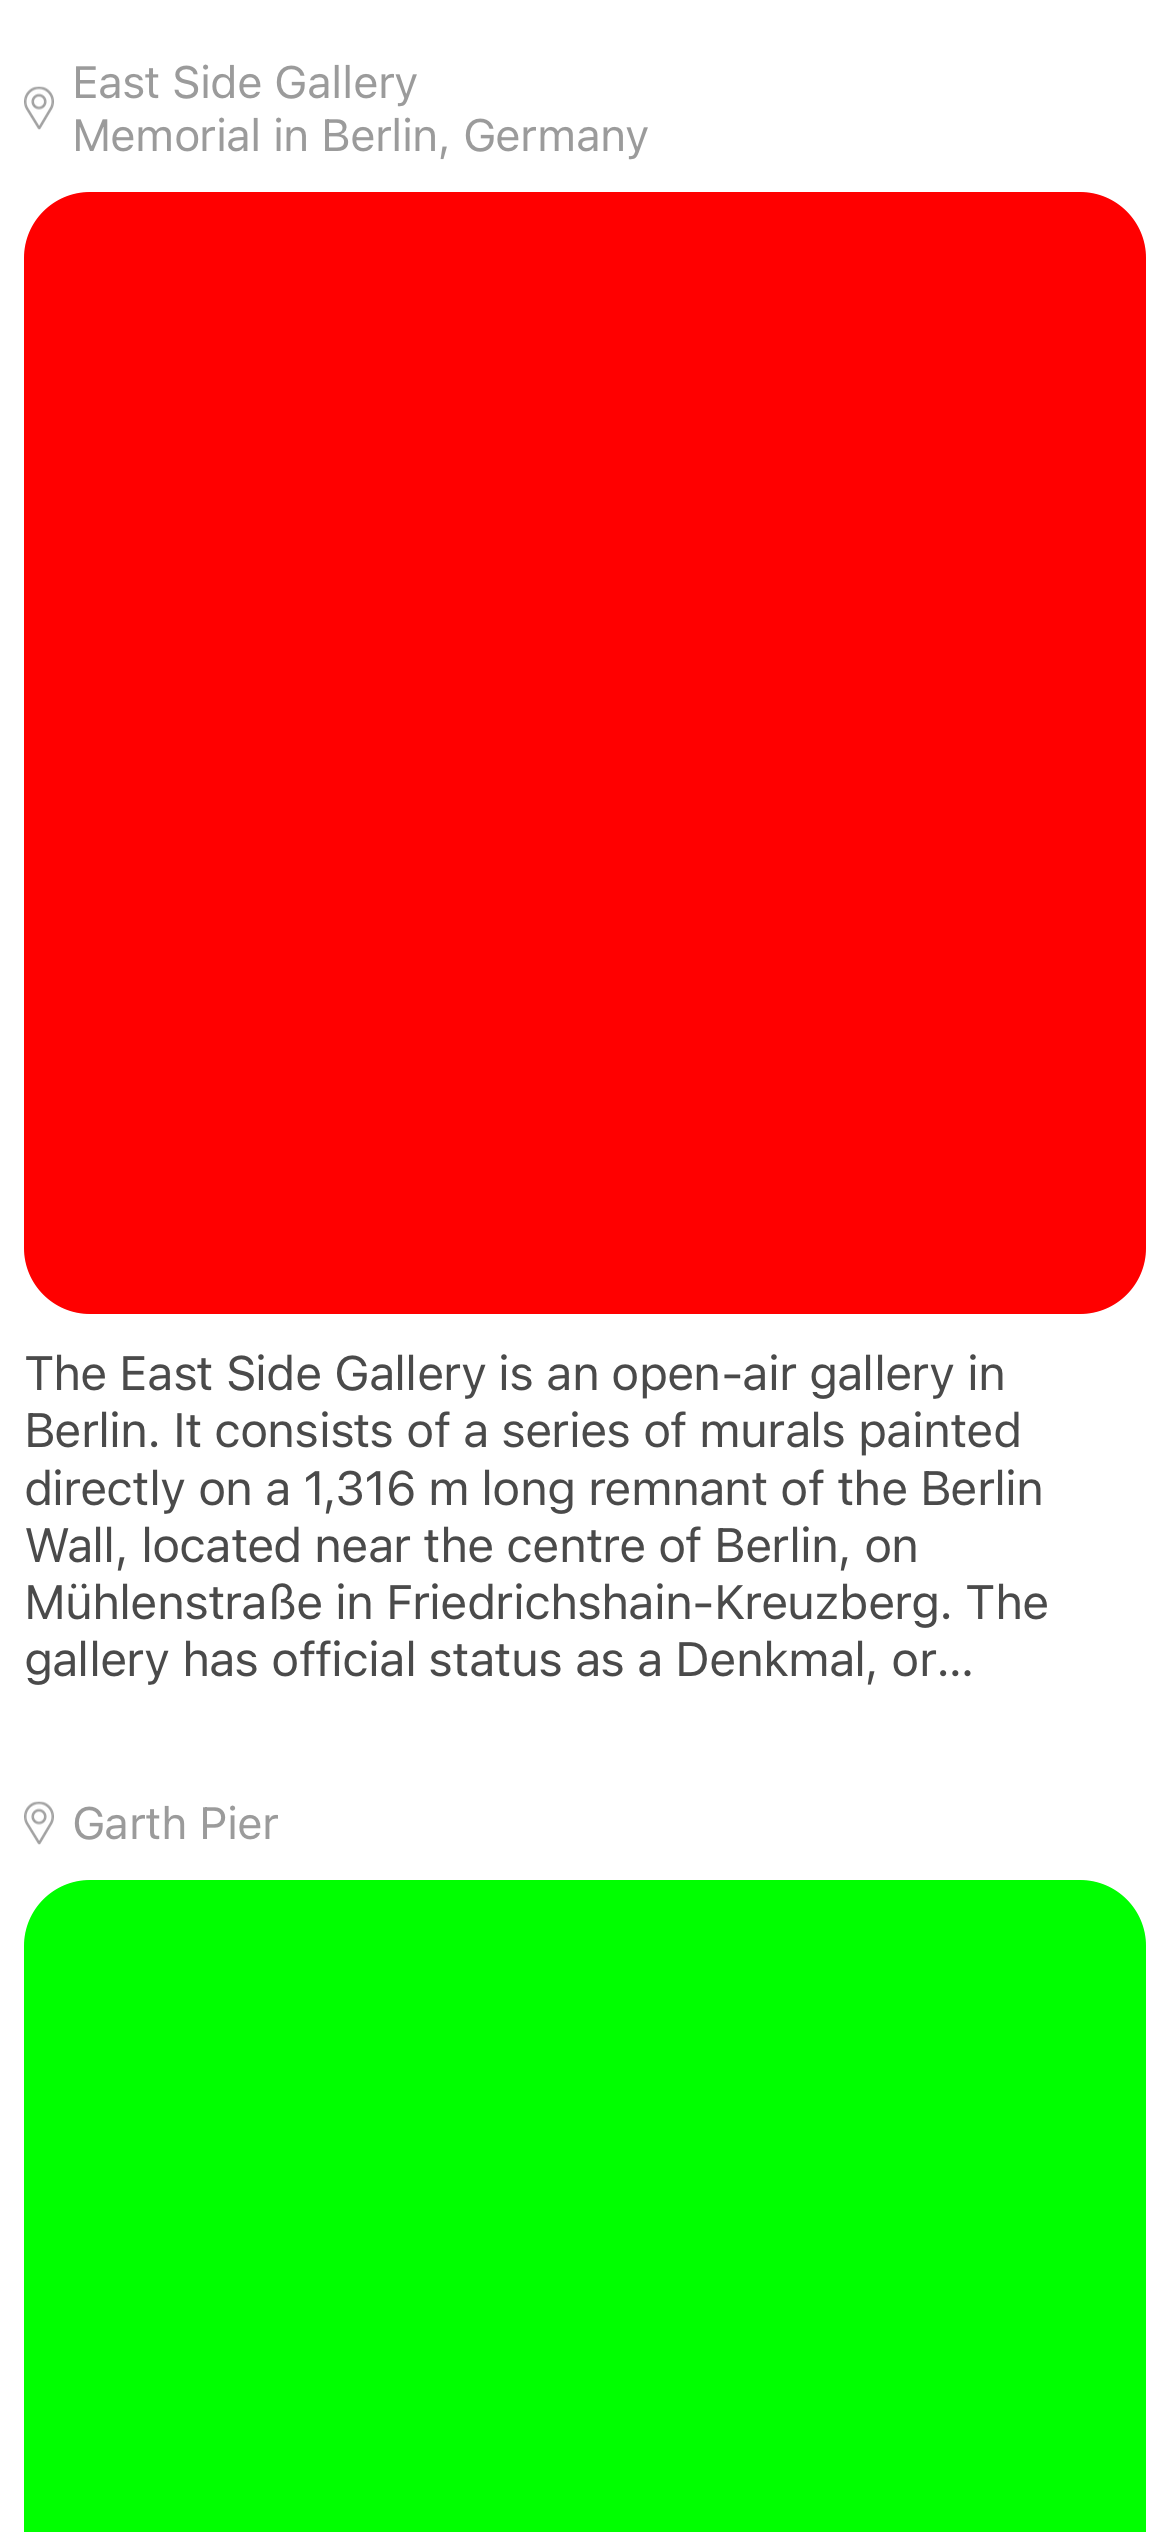 East Side Gallery
Memorial in Berlin, Germany
The East Side Gallery is an open-air gallery in
Berlin. It consists of a series of murals painted
directly on a 1,316 m long remnant of the Berlin
Wall, located near the centre of Berlin, on
Mühlenstraße in Friedrichshain-Kreuzberg. The
gallery has official status as a Denkmal, or...
Garth Pier